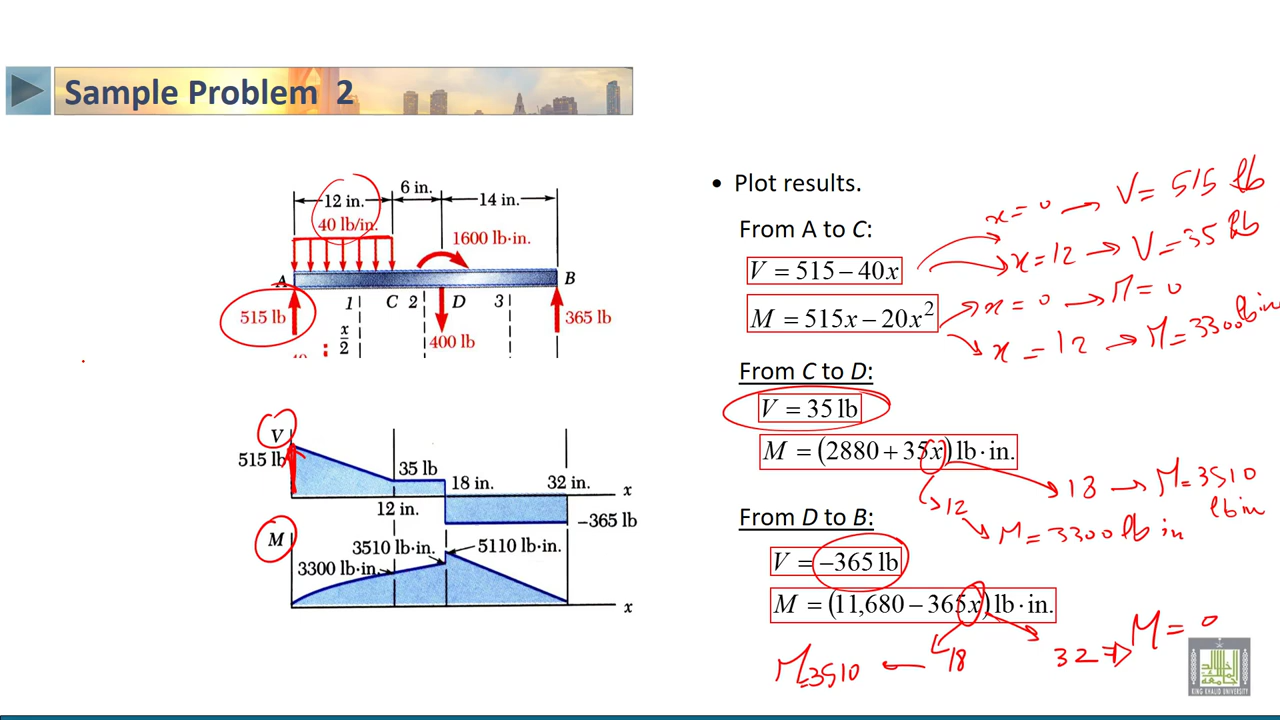 Sample Problem 2
12 in.
6 in.
14 in.
40 lb/in.
1600 lb·in.
A
B
1
C
2
D
3
515 lb
365 lb
x
2
400 lb
V
515 lb
35 lb
18 in.
32 in.
x
12 in.
−365 lb
M
3510 lb·in.
5110 lb·in.
3300 lb·in.
x
• Plot results.
From A to C:
V = 515 − 40x
M = 515x − 20x²
x = 0 → V = 515 lb
x = 12 → V = 35 lb
x = 0 → M = 0
x = 12 → M = 3300 lb in
From C to D:
V = 35 lb
M = (2880 + 35x) lb·in.
18 → M = 3510
lb in
12
M = 3300 lb in
From D to B:
V = −365 lb
M = (11,680 − 365x) lb·in.
M = 3510 ← 18
32 ⇒ M = 0
KING KHALID UNIVERSITY